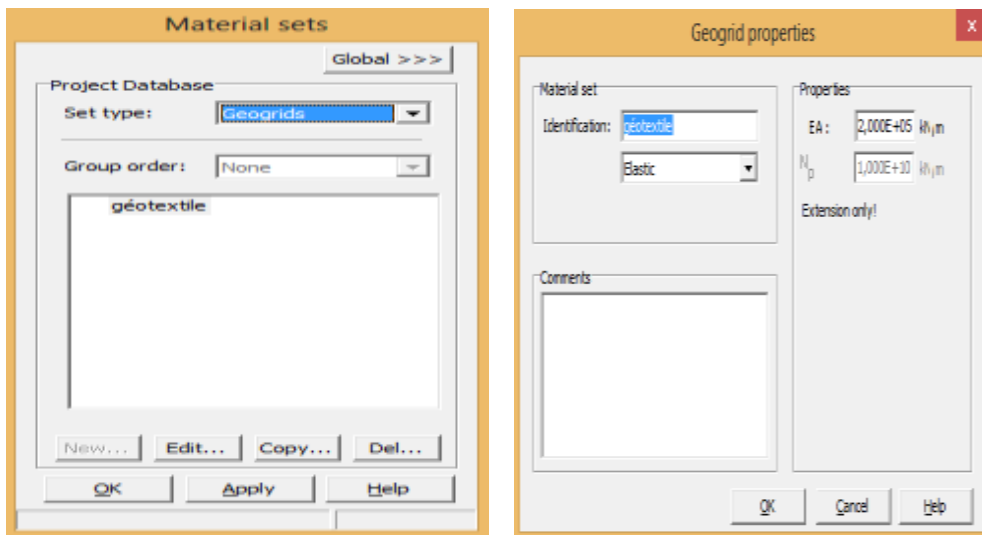 Material sets
Global >>>
Project Database
Set type: Geogrids
Group order: None
géotextile
New... Edit... Copy... Del...
OK Apply Help
Geogrid properties
x
Material set
Identification: géotextile
Elastic
Comments
Properties
EA: 2,000E+05 kN/m
Np 1,000E+10 kN/m
Extension only!
OK Cancel Help